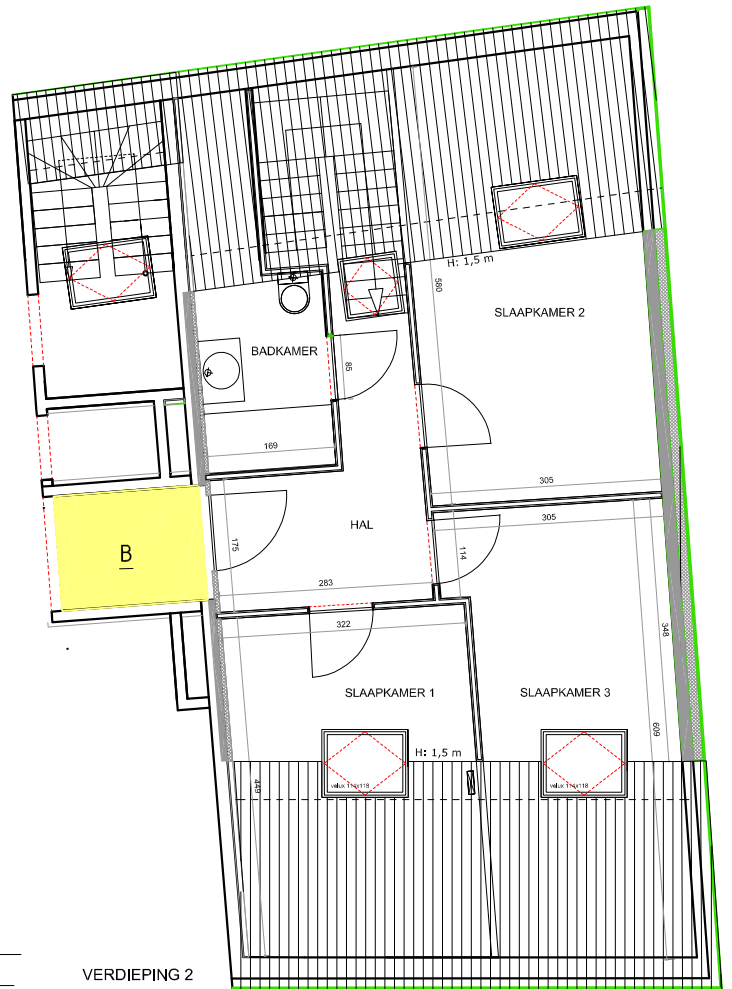 H: 1,5 m
580
SLAAPKAMER 2
BADKAMER
85
169
305
305
HAL
B
175
114
283
322
348
SLAAPKAMER 1
SLAAPKAMER 3
H: 1,5 m
609
449
velux 114x118
velux 114x118
VERDIEPING 2